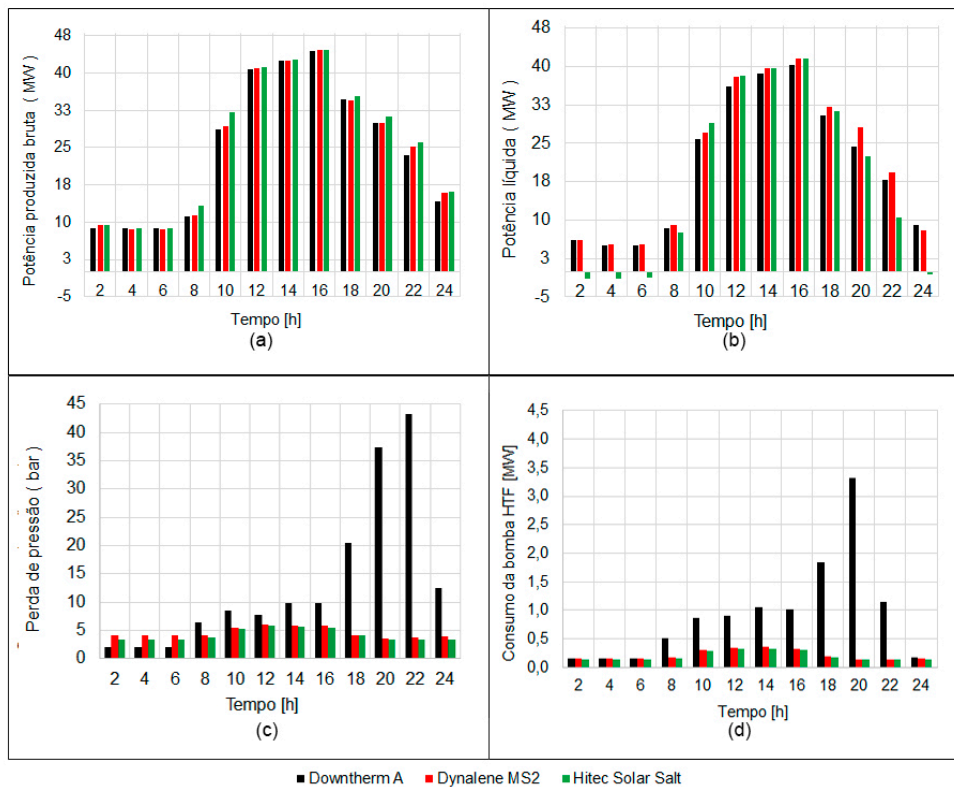 Potência produzida bruta ( MW )
48
40
33
25
18
10
3
-5
2 4 6 8 10 12 14 16 18 20 22 24
Tempo [h]
(a)
Potência líquida ( MW )
48
40
33
25
18
10
3
-5
2 4 6 8 10 12 14 16 18 20 22 24
Tempo [h]
(b)
Perda de pressão ( bar )
45
40
35
30
25
20
15
10
5
0
2 4 6 8 10 12 14 16 18 20 22 24
Tempo [h]
(c)
Consumo da bomba HTF [MW]
4,5
4,0
3,5
3,0
2,5
2,0
1,5
1,0
0,5
0,0
2 4 6 8 10 12 14 16 18 20 22 24
Tempo [h]
(d)
Downtherm A Dynalene MS2 Hitec Solar Salt